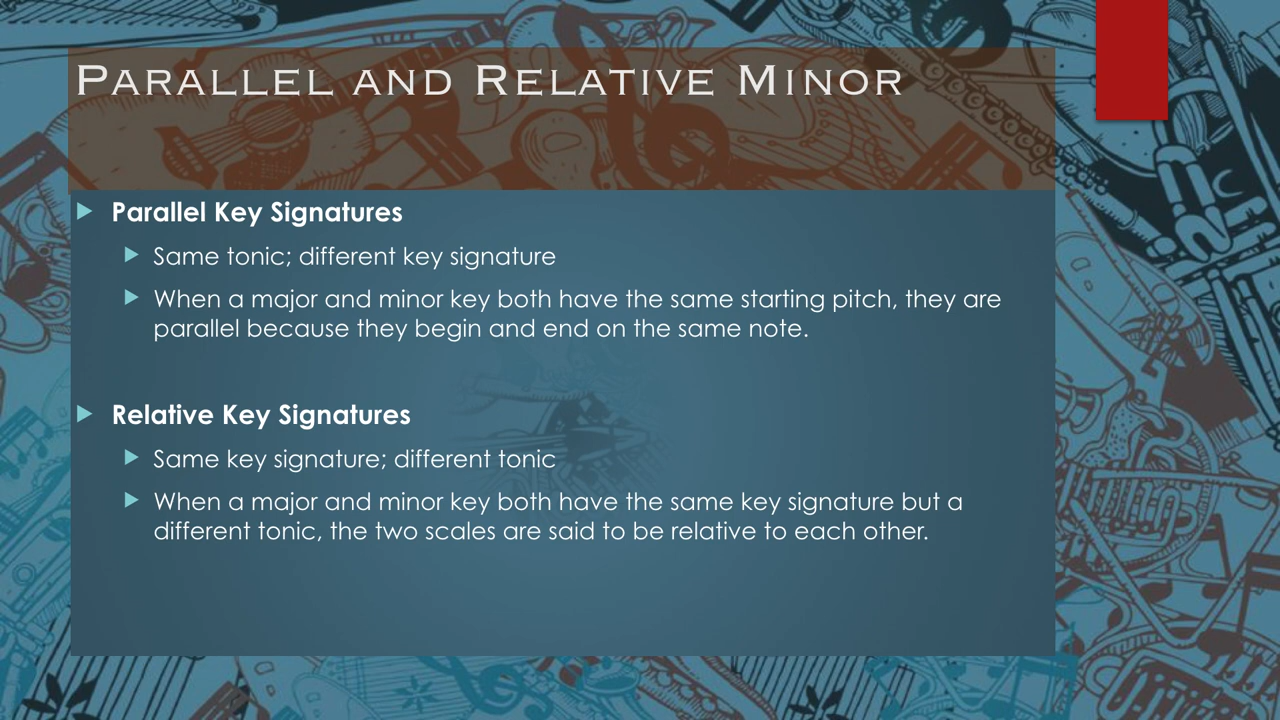 Parallel and Relative Minor
Parallel Key Signatures
Same tonic; different key signature
When a major and minor key both have the same starting pitch, they are
parallel because they begin and end on the same note.
Relative Key Signatures
Same key signature; different tonic
When a major and minor key both have the same key signature but a
different tonic, the two scales are said to be relative to each other.